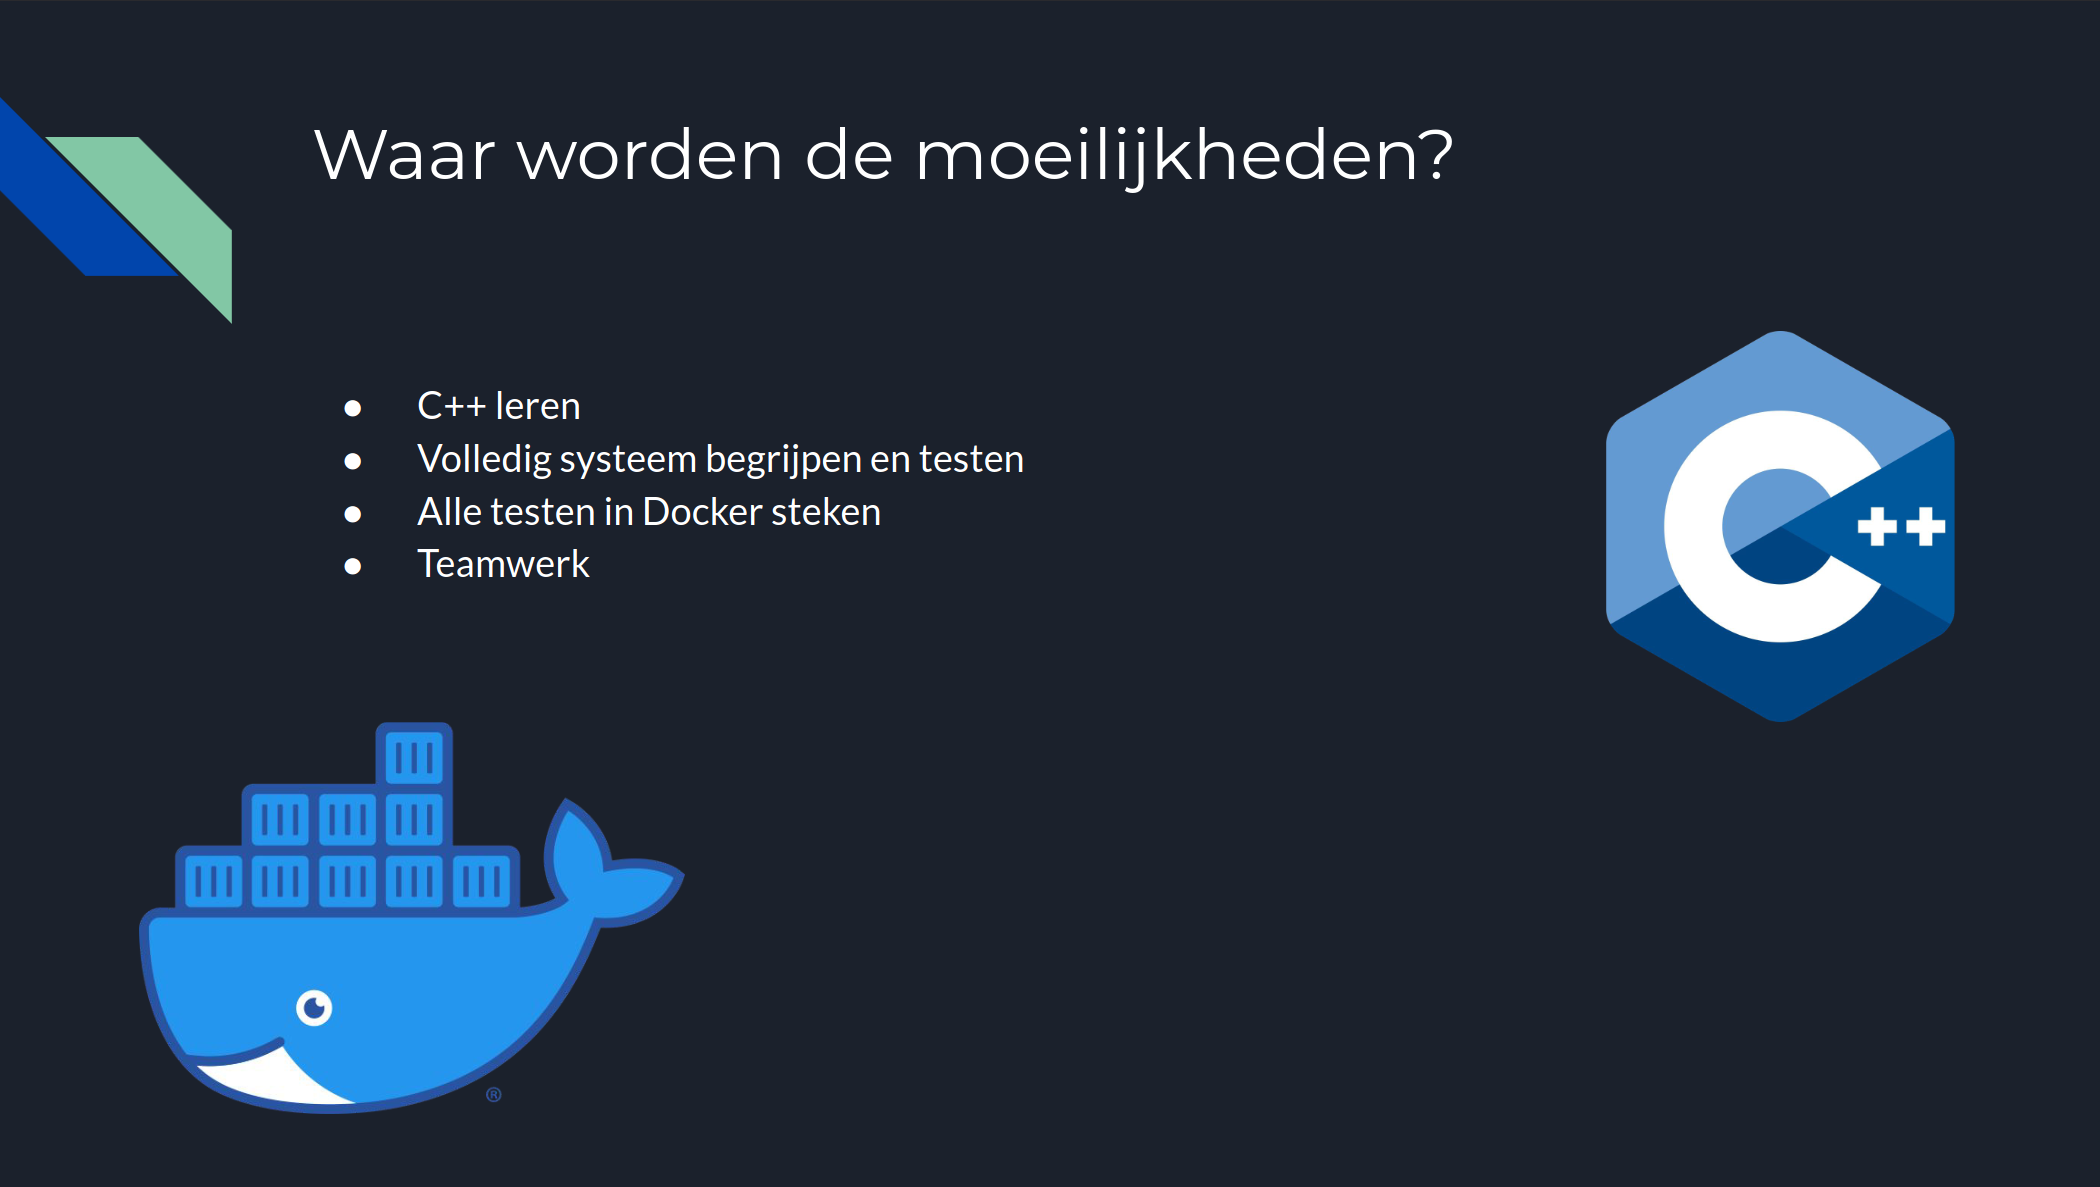 Waar worden de moeilijkheden?
● C++ leren
● Volledig systeem begrijpen en testen
● Alle testen in Docker steken
● Teamwerk
C++
®